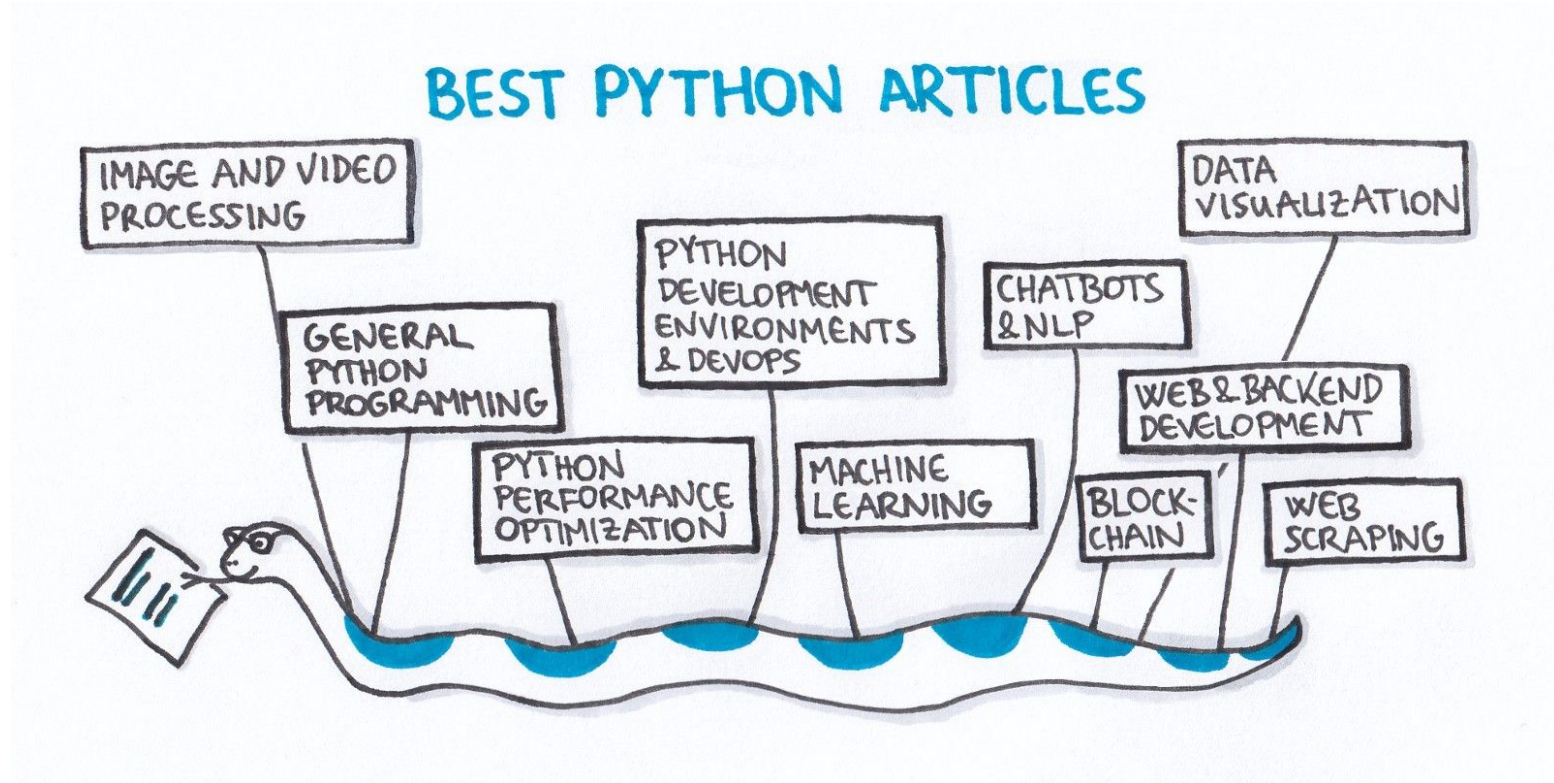 BEST PYTHON ARTICLES
IMAGE AND VIDEO
PROCESSING
GENERAL
PYTHON
PROGRAMMING
PYTHON
PERFORMANCE
OPTIMIZATION
PYTHON
DEVELOPMENT
ENVIRONMENTS
& DEVOPS
MACHINE
LEARNING
CHATBOTS
& NLP
DATA
VISUALIZATION
WEB & BACKEND
DEVELOPMENT
BLOCK-
CHAIN
WEB
SCRAPING